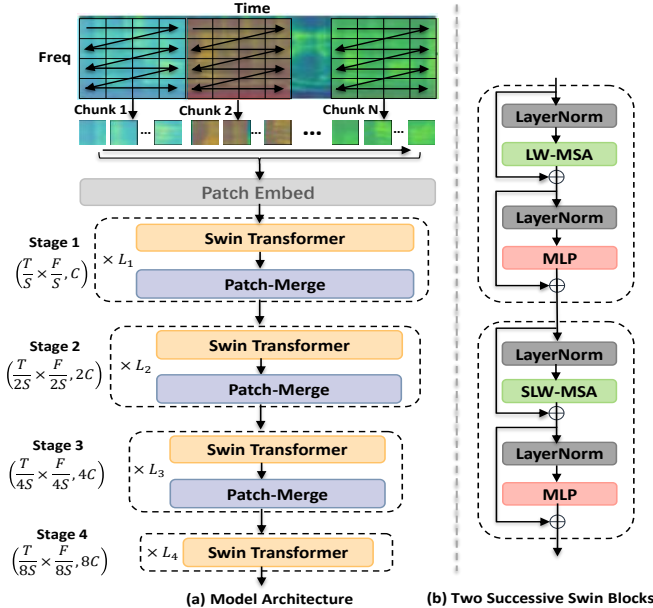 Time
Freq
Chunk 1
Chunk 2
Chunk N
...
...
...
...
Patch Embed
Stage 1
(T/S × F/S, C)
× L₁
Swin Transformer
Patch-Merge
Stage 2
(T/2S × F/2S, 2C)
× L₂
Swin Transformer
Patch-Merge
Stage 3
(T/4S × F/4S, 4C)
× L₃
Swin Transformer
Patch-Merge
Stage 4
(T/8S × F/8S, 8C)
× L₄
Swin Transformer
(a) Model Architecture
LayerNorm
LW-MSA
LayerNorm
MLP
LayerNorm
SLW-MSA
LayerNorm
MLP
(b) Two Successive Swin Blocks